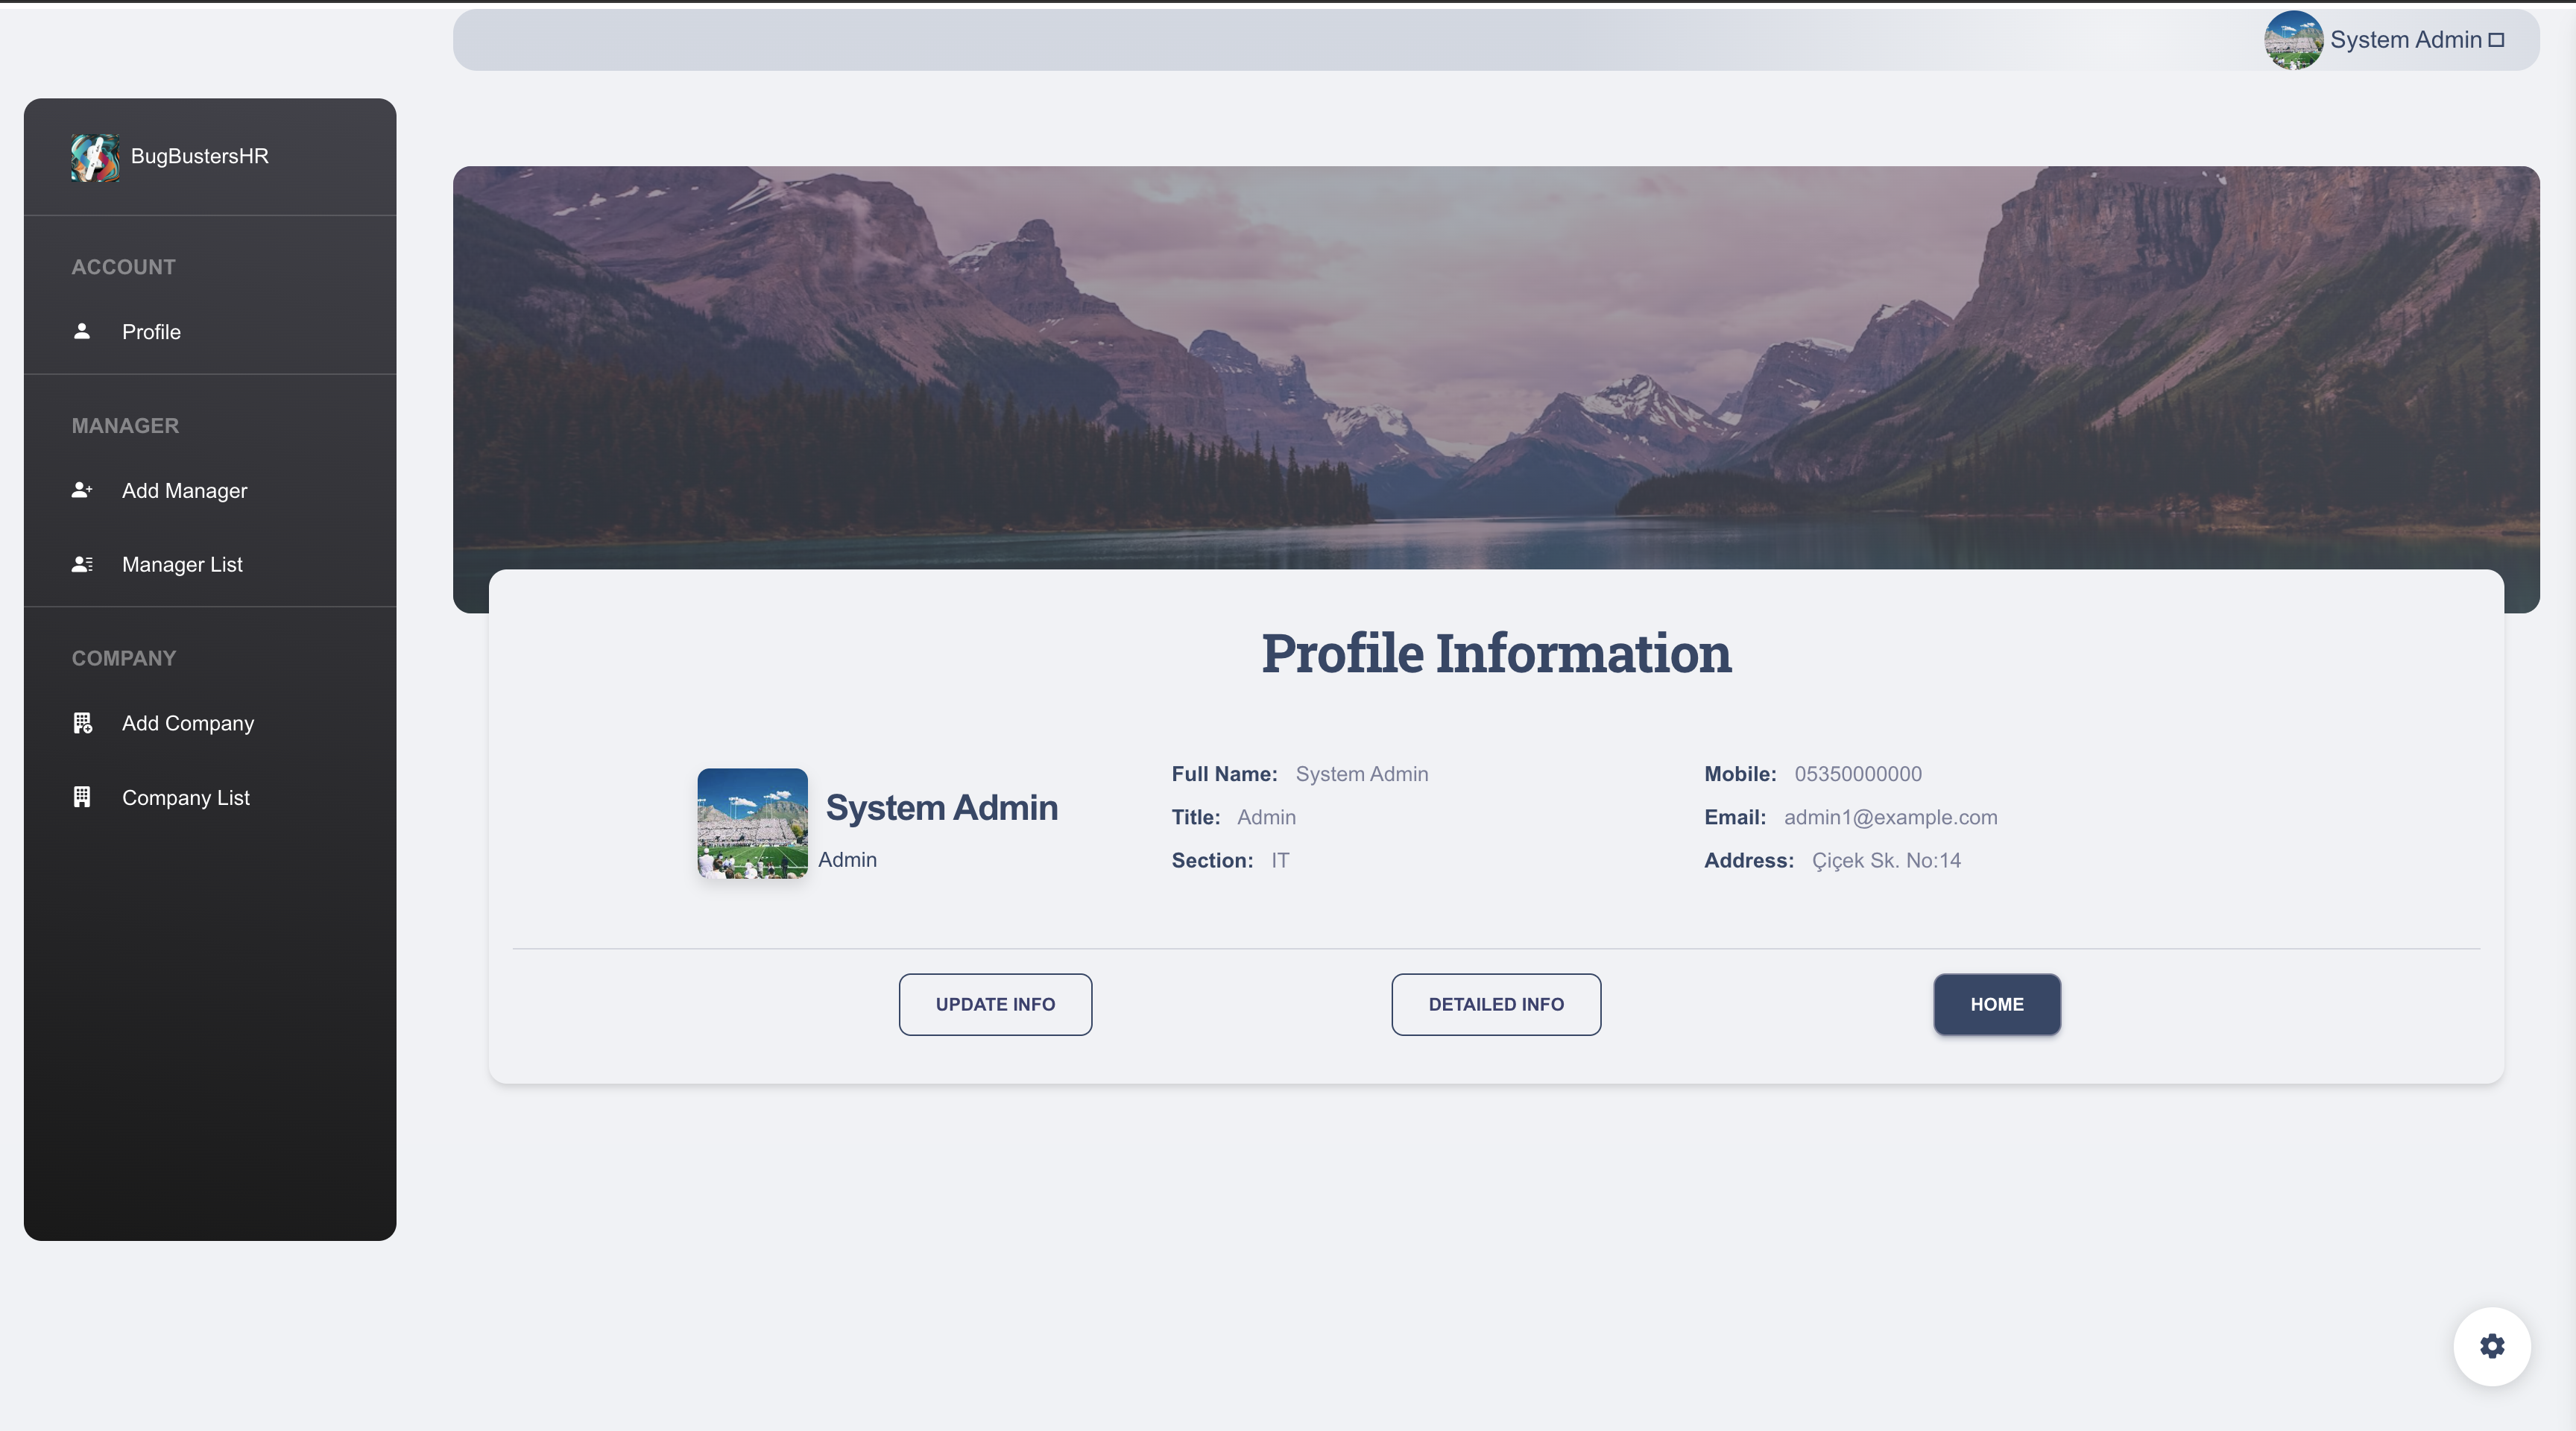 System Admin
BugBustersHR
ACCOUNT
Profile
MANAGER
Add Manager
Manager List
COMPANY
Add Company
Company List
Profile Information
System Admin
Admin
Full Name: System Admin
Title: Admin
Section: IT
Mobile: 05350000000
Email: admin1@example.com
Address: Çiçek Sk. No:14
UPDATE INFO
DETAILED INFO
HOME